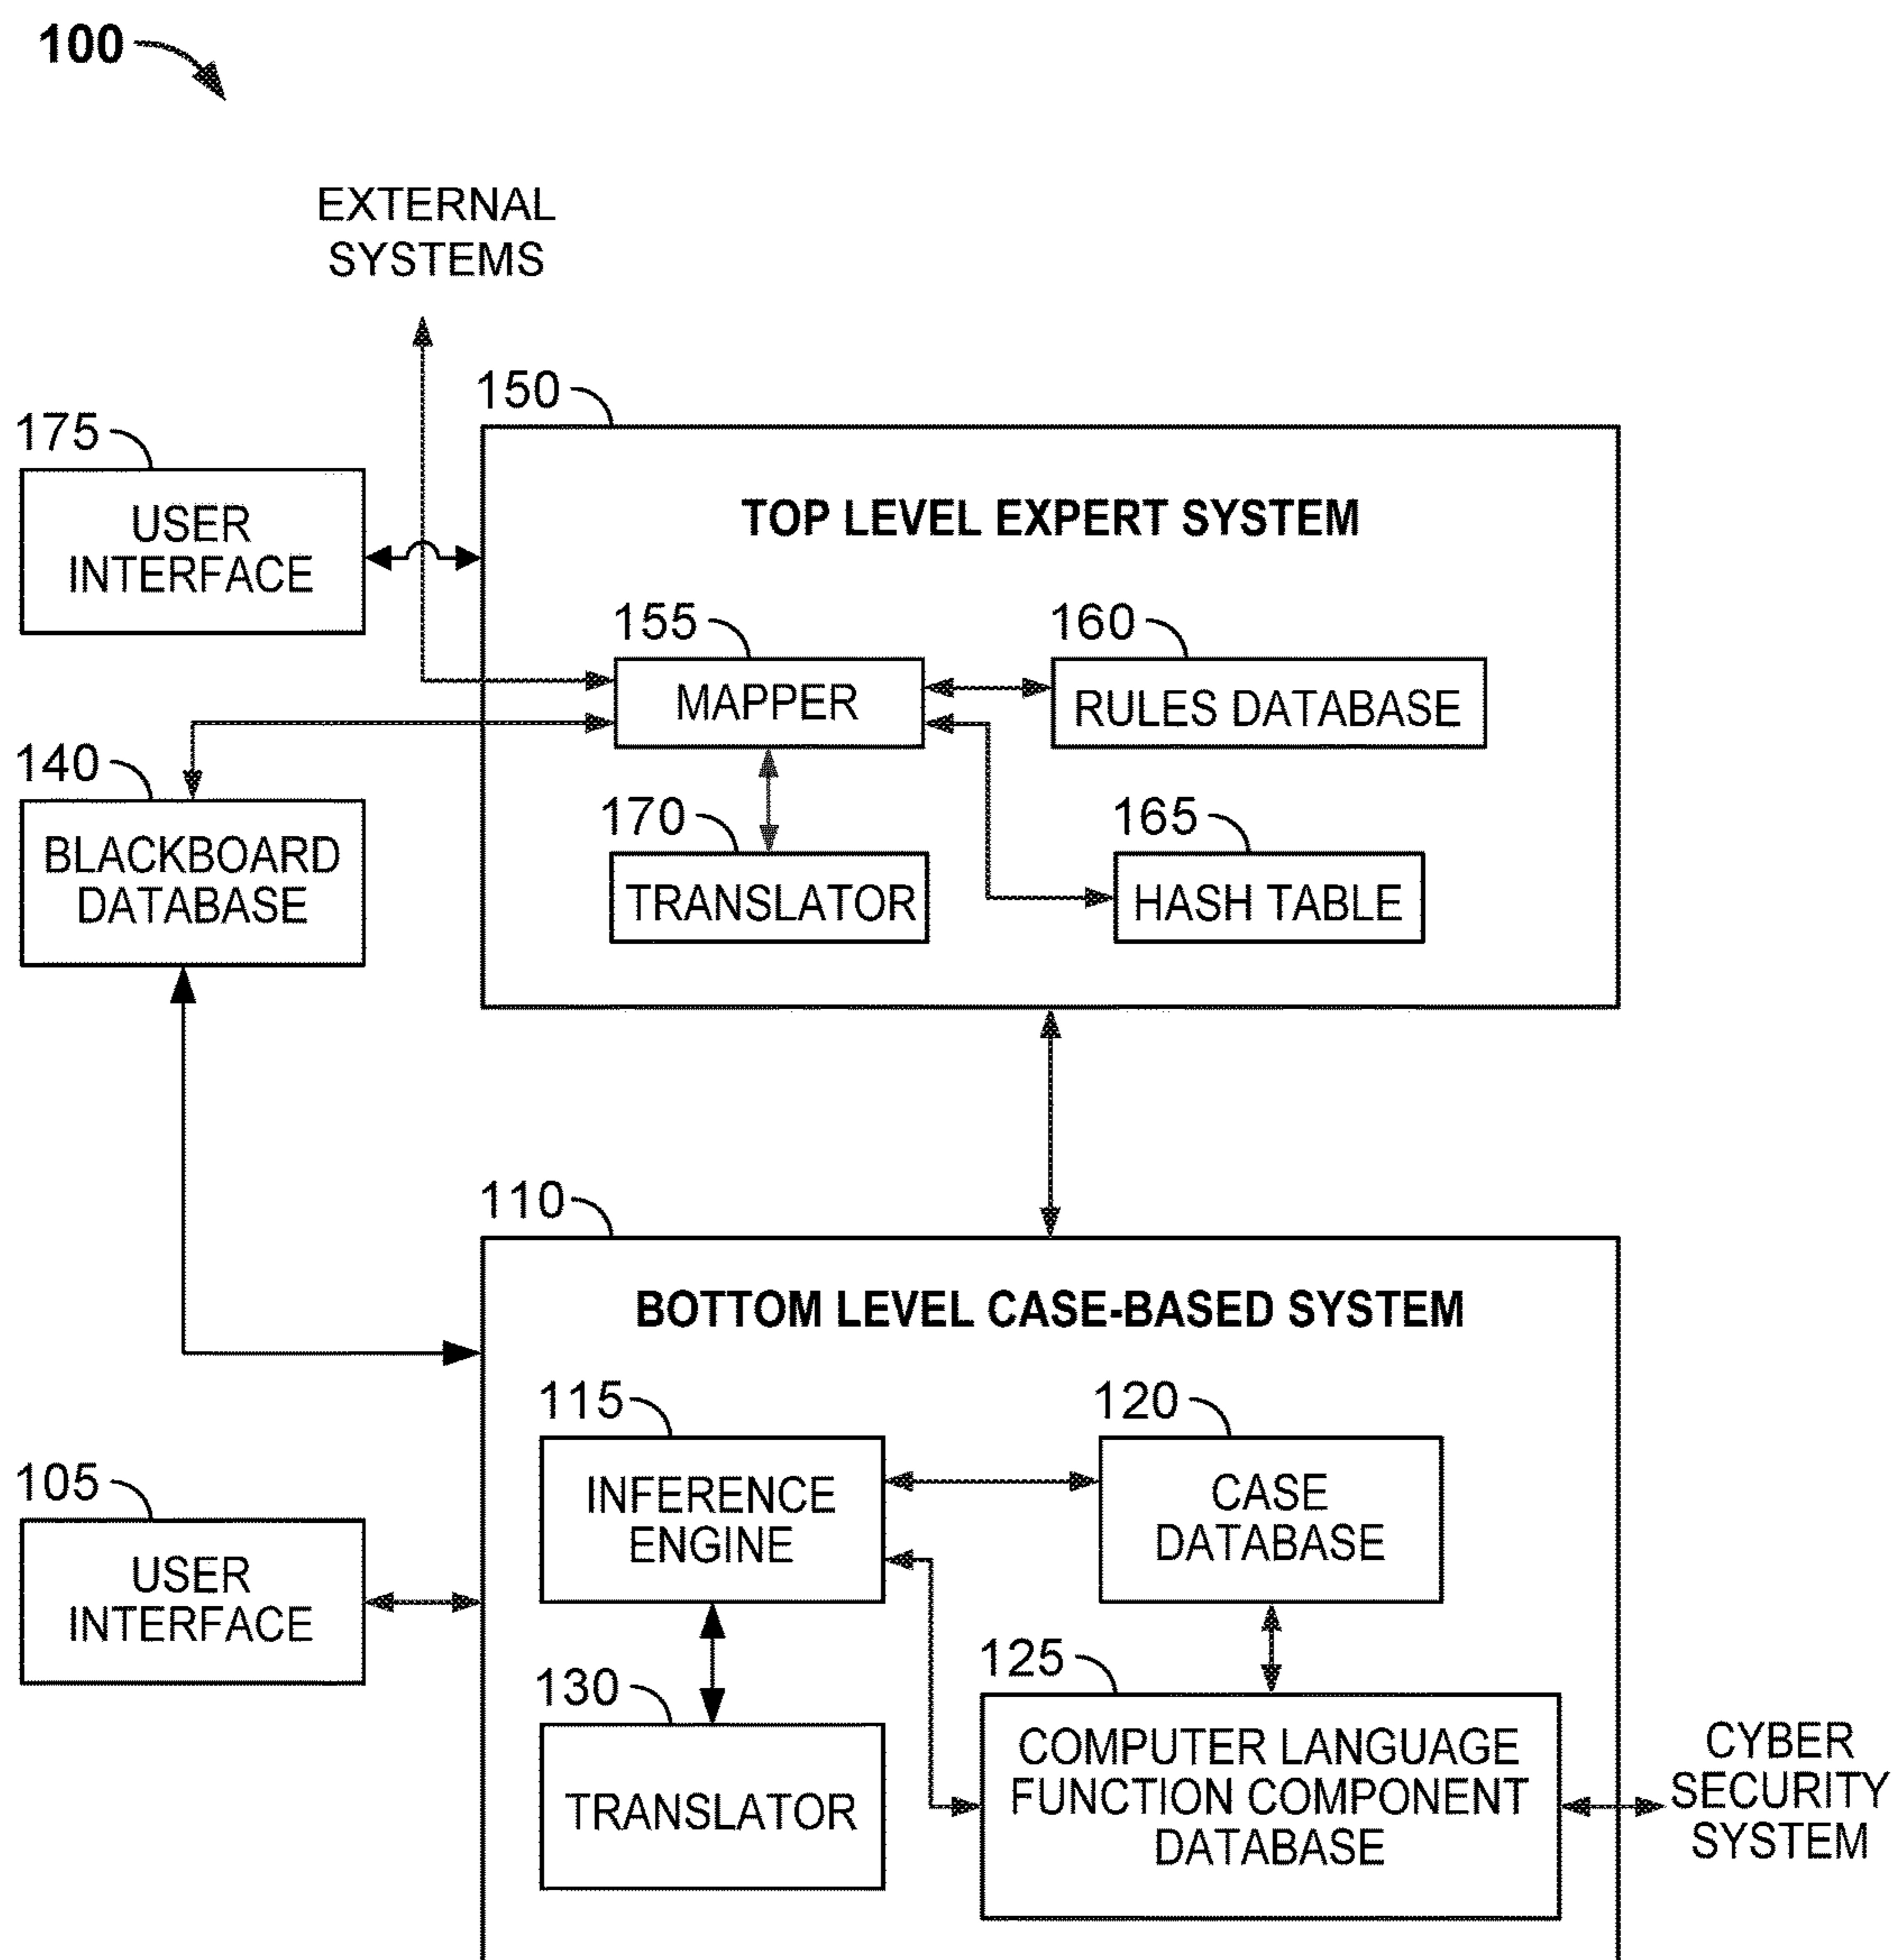 100
EXTERNAL
SYSTEMS
150
175
USER
INTERFACE
TOP LEVEL EXPERT SYSTEM
155
160
MAPPER
RULES DATABASE
140
BLACKBOARD
DATABASE
170
165
TRANSLATOR
HASH TABLE
110
BOTTOM LEVEL CASE-BASED SYSTEM
115
120
105
USER
INTERFACE
INFERENCE
ENGINE
CASE
DATABASE
130
125
TRANSLATOR
COMPUTER LANGUAGE
FUNCTION COMPONENT
DATABASE
CYBER
SECURITY
SYSTEM